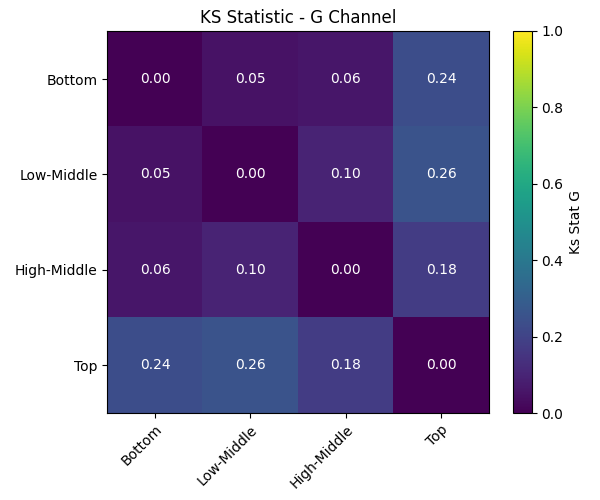 KS Statistic - G Channel
Bottom 0.00 0.05 0.06 0.24
Low-Middle 0.05 0.00 0.10 0.26
High-Middle 0.06 0.10 0.00 0.18
Top 0.24 0.26 0.18 0.00
Bottom Low-Middle High-Middle Top
1.0
0.8
0.6
0.4
0.2
0.0
Ks Stat G